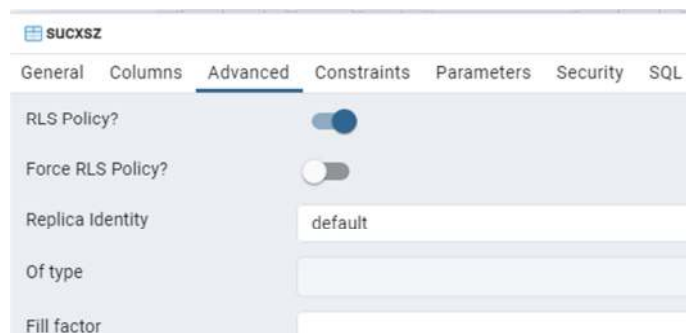 sucxsz
General Columns Advanced Constraints Parameters Security SQL
RLS Policy?
Force RLS Policy?
Replica Identity default
Of type
Fill factor